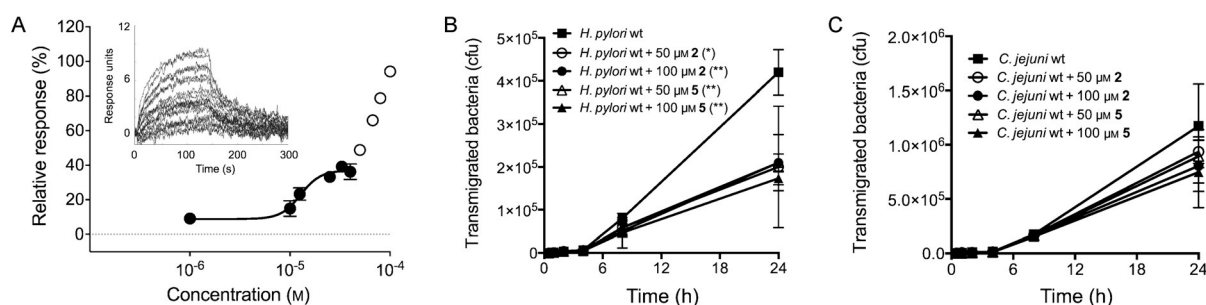 A
120
100
80
60
40
20
0
Relative response (%)
10-6
10-5
10-4
Concentration (M)
12
6
0
Response units
0
100
200
300
Time (s)
B
5×10⁵
4×10⁵
3×10⁵
2×10⁵
1×10⁵
0
Transmigrated bacteria (cfu)
H. pylori wt
H. pylori wt + 50 μM 2 (*)
H. pylori wt + 100 μM 2 (**)
H. pylori wt + 50 μM 5 (**)
H. pylori wt + 100 μM 5 (**)
0
6
12
18
24
Time (h)
C
2.0×10⁶
1.5×10⁶
1.0×10⁶
5.0×10⁵
0.0
Transmigrated bacteria (cfu)
C. jejuni wt
C. jejuni wt + 50 μM 2
C. jejuni wt + 100 μM 2
C. jejuni wt + 50 μM 5
C. jejuni wt + 100 μM 5
0
6
12
18
24
Time (h)